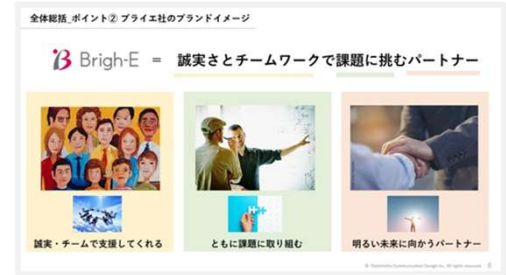 全体総括_ポイント② ブライエ社のブランドイメージ
Brigh-E = 誠実さとチームワークで課題に挑むパートナー
誠実・チームで支援してくれる
ともに課題に取り組む
明るい未来に向かうパートナー